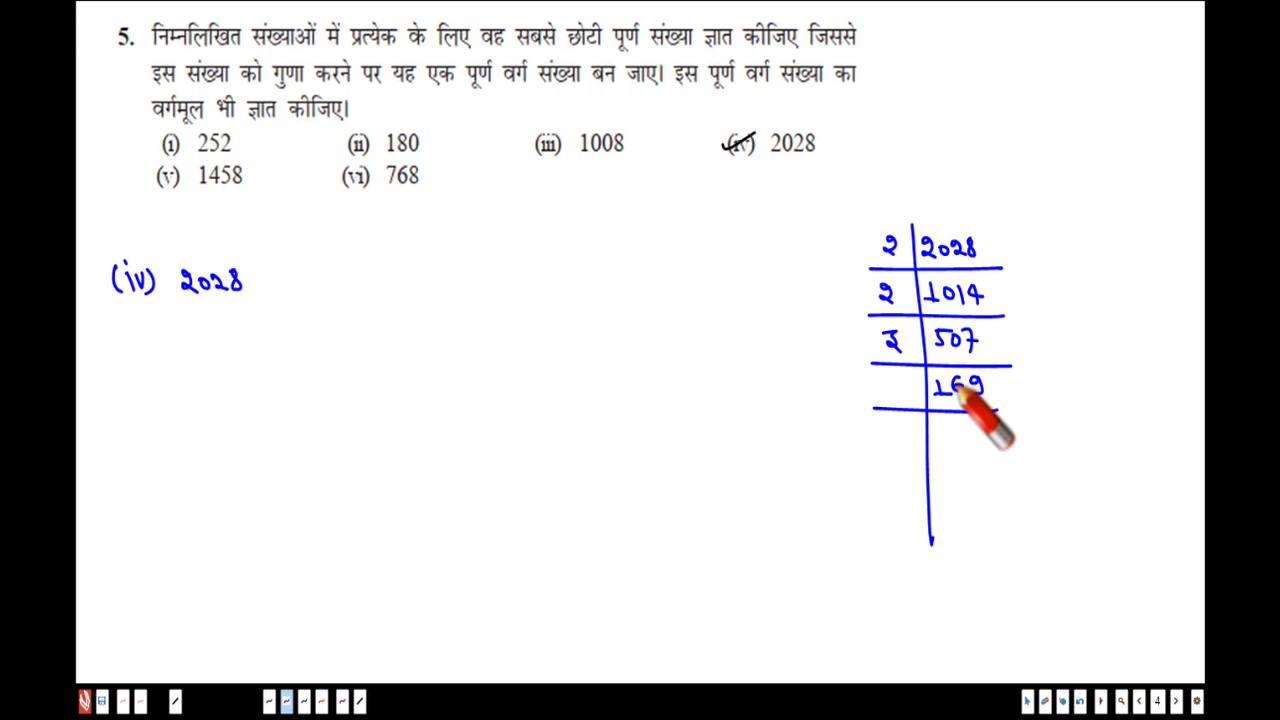 5. निम्नलिखित संख्याओं में प्रत्येक के लिए वह सबसे छोटी पूर्ण संख्या ज्ञात कीजिए जिससे
इस संख्या को गुणा करने पर यह एक पूर्ण वर्ग संख्या बन जाए। इस पूर्ण वर्ग संख्या का
वर्गमूल भी ज्ञात कीजिए।
(i) 252 (ii) 180 (iii) 1008 (iv) 2028
(v) 1458 (vi) 768
2 2028
(iv) 2028
2 1014
3 507
169
4